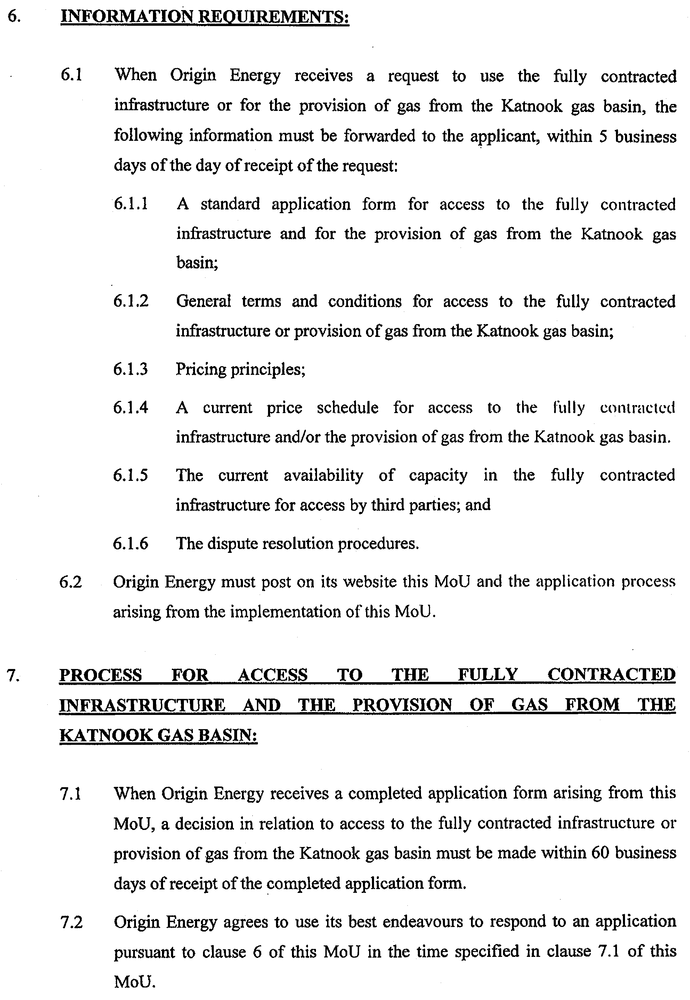 6. INFORMATION REQUIREMENTS:
6.1 When Origin Energy receives a request to use the fully contracted
infrastructure or for the provision of gas from the Katnook gas basin, the
following information must be forwarded to the applicant, within 5 business
days of the day of receipt of the request:
6.1.1 A standard application form for access to the fully contracted
infrastructure and for the provision of gas from the Katnook gas
basin;
6.1.2 General terms and conditions for access to the fully contracted
infrastructure or provision of gas from the Katnook gas basin;
6.1.3 Pricing principles;
6.1.4 A current price schedule for access to the fully contracted
infrastructure and/or the provision of gas from the Katnook gas basin.
6.1.5 The current availability of capacity in the fully contracted
infrastructure for access by third parties; and
6.1.6 The dispute resolution procedures.
6.2 Origin Energy must post on its website this MoU and the application process
arising from the implementation of this MoU.
7. PROCESS FOR ACCESS TO THE FULLY CONTRACTED
INFRASTRUCTURE AND THE PROVISION OF GAS FROM THE
KATNOOK GAS BASIN:
7.1 When Origin Energy receives a completed application form arising from this
MoU, a decision in relation to access to the fully contracted infrastructure or
provision of gas from the Katnook gas basin must be made within 60 business
days of receipt of the completed application form.
7.2 Origin Energy agrees to use its best endeavours to respond to an application
pursuant to clause 6 of this MoU in the time specified in clause 7.1 of this
MoU.